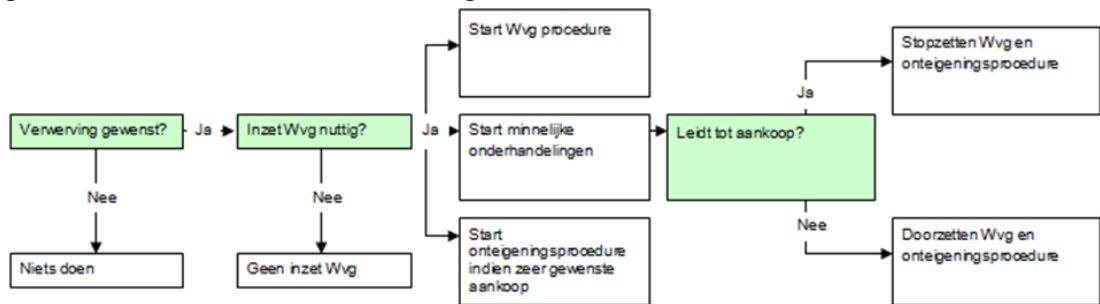 Start Wvg procedure
Stopzetten Wvg en
onteigeningsprocedure
Ja
Verwerving gewenst?
Ja
Inzet Wvg nuttig?
Ja
Start minnelijke
onderhandelingen
Leidt tot aankoop?
Nee
Nee
Nee
Niets doen
Geen inzet Wvg
Start
onteigeningsprocedure
indien zeer gewenste
aankoop
Doorzetten Wvg en
onteigeningsprocedure